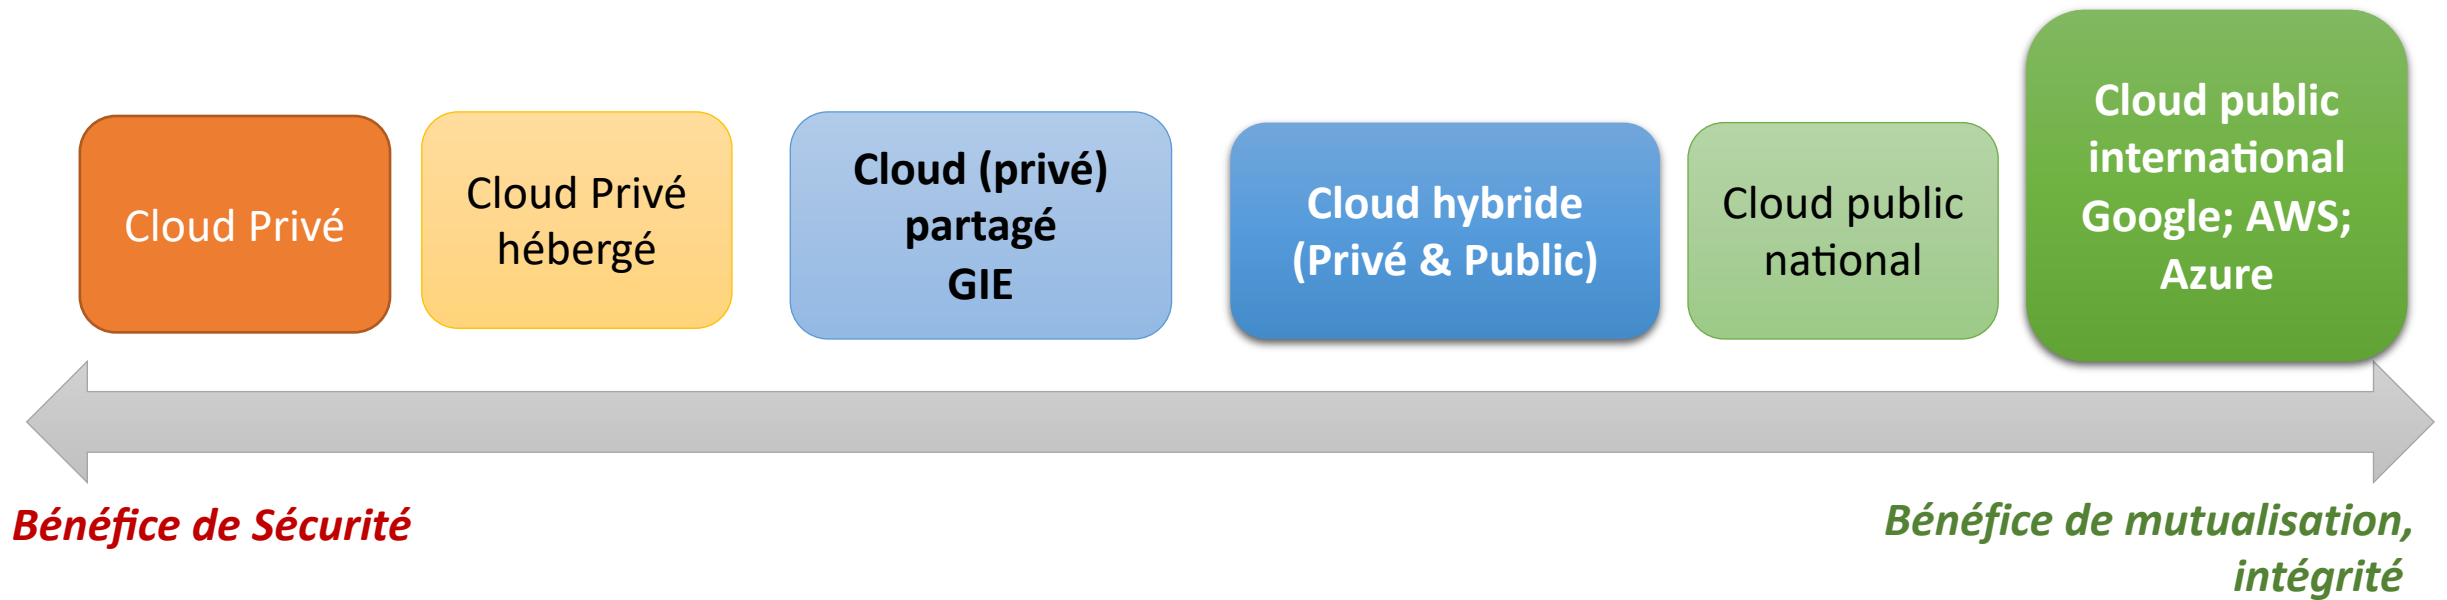 Cloud Privé
Cloud Privé
hébergé
Cloud (privé)
partagé
GIE
Cloud hybride
(Privé & Public)
Cloud public
national
Cloud public
international
Google; AWS;
Azure
Bénéfice de Sécurité
Bénéfice de mutualisation,
intégrité